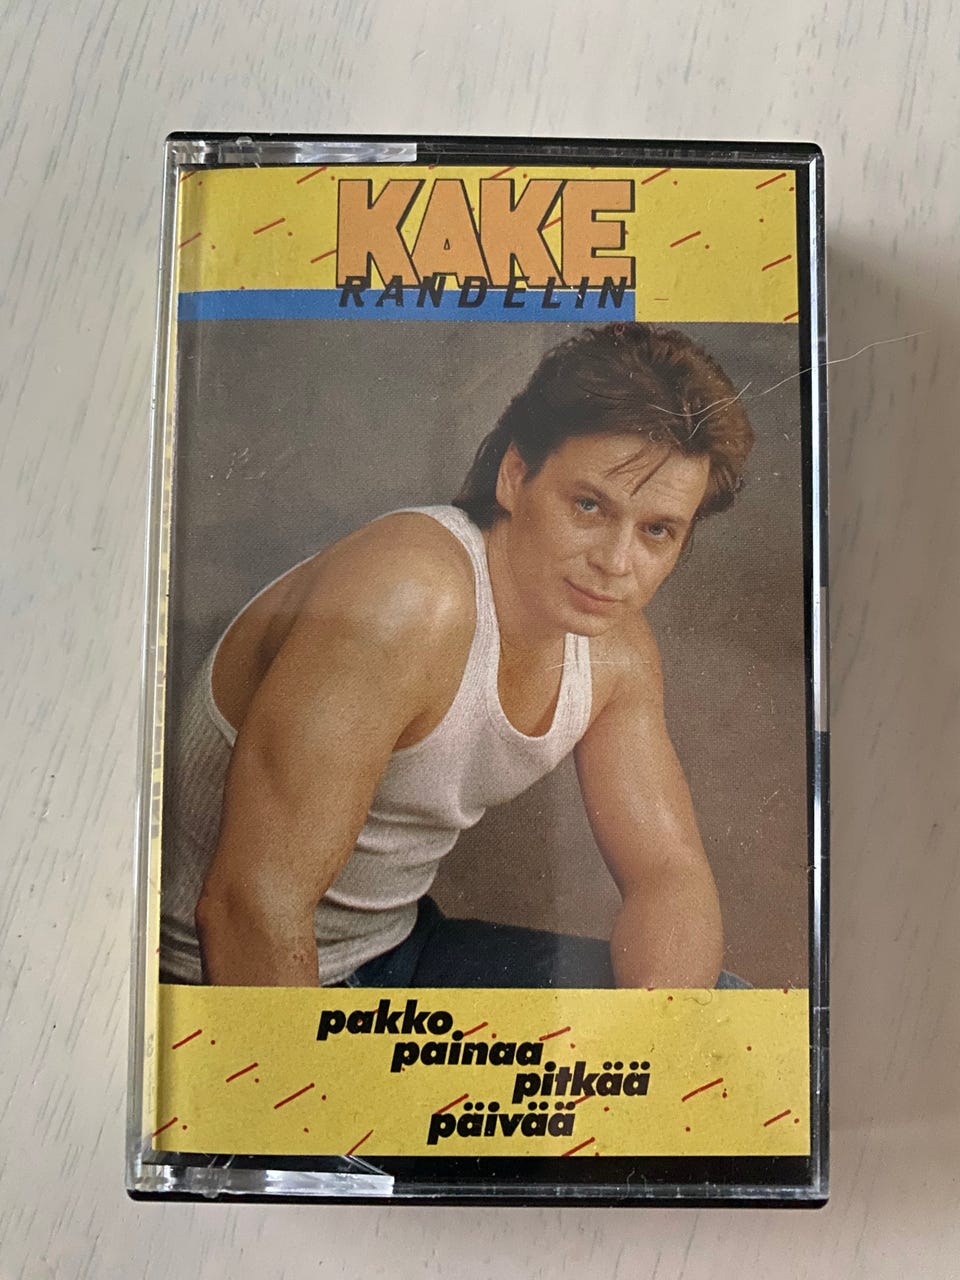 KAKE
RANDELIN
pakko
painaa
pitkää
päivää